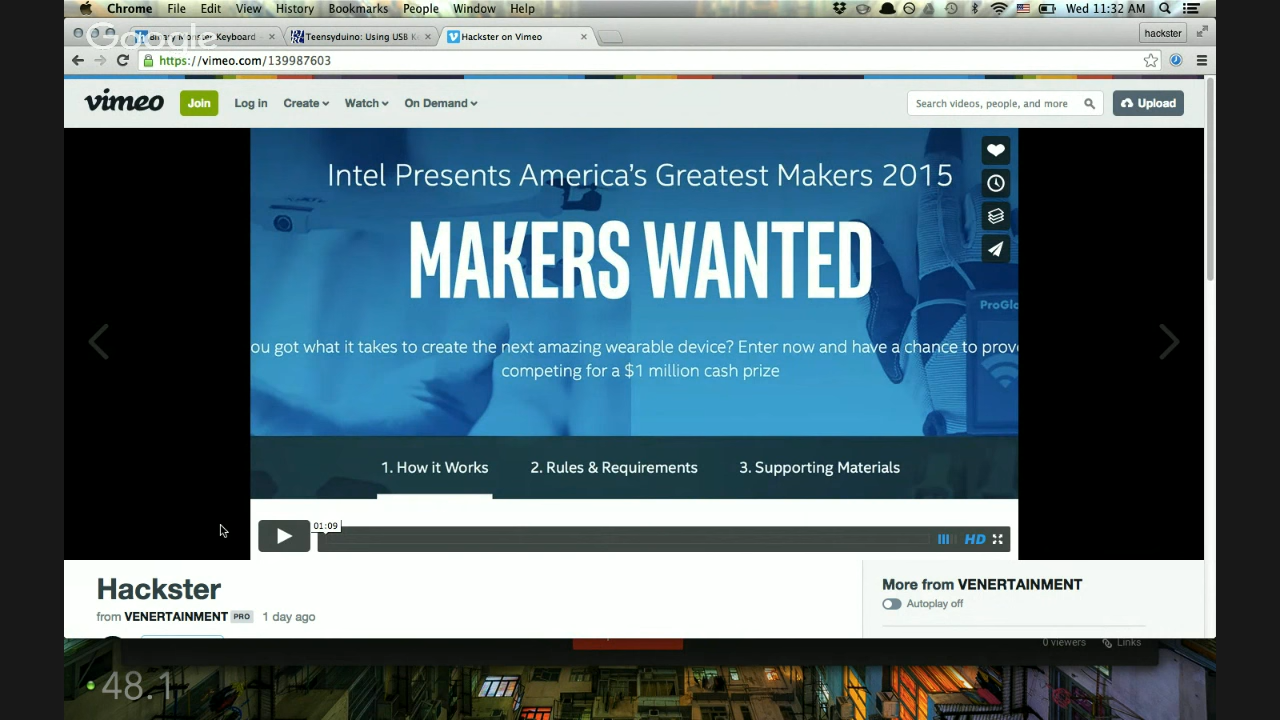 Chrome File Edit View History Bookmarks People Window Help Wed 11:32 AM
Google
Keyboard Teensyduino: Using USB Hackster on Vimeo hackster
https://vimeo.com/139987603
vimeo Join Log in Create Watch On Demand Search videos, people, and more Upload
Intel Presents America's Greatest Makers 2015
MAKERS WANTED
ProGlo
ou got what it takes to create the next amazing wearable device? Enter now and have a chance to prov
competing for a $1 million cash prize
1. How it Works 2. Rules & Requirements 3. Supporting Materials
01:09
HD
Hackster
from VENERTAINMENT PRO 1 day ago
More from VENERTAINMENT
Autoplay off
0 viewers Links
48.1